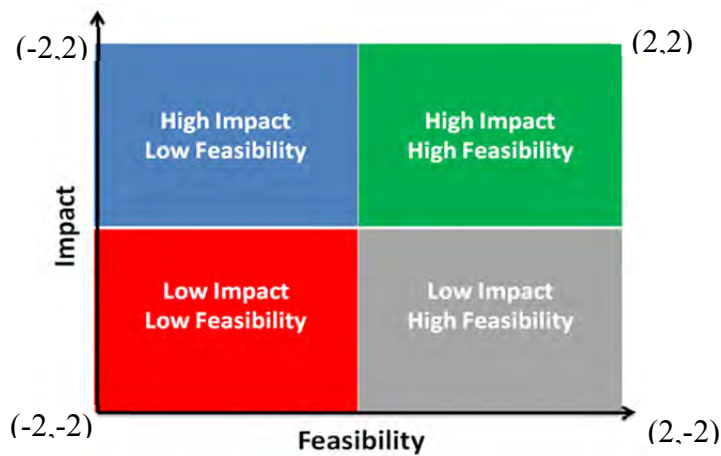 (-2,2)
(2,2)
High Impact
Low Feasibility
High Impact
High Feasibility
Impact
Low Impact
Low Feasibility
Low Impact
High Feasibility
(-2,-2)
(2,-2)
Feasibility